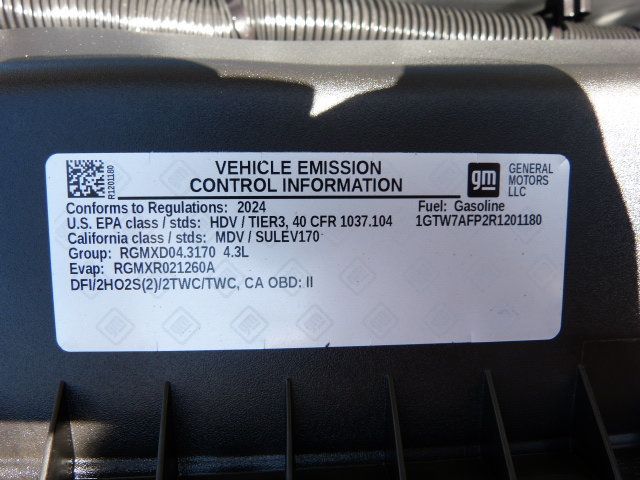 R1201180
VEHICLE EMISSION
CONTROL INFORMATION
gm
GENERAL
MOTORS
LLC
Conforms to Regulations: 2024 Fuel: Gasoline
U.S. EPA class / stds: HDV / TIER3, 40 CFR 1037.104 1GTW7AFP2R1201180
California class / stds: MDV / SULEV170
Group: RGMXD04.3170 4.3L
Evap: RGMXR021260A
DFI/2HO2S(2)/2TWC/TWC, CA OBD: II